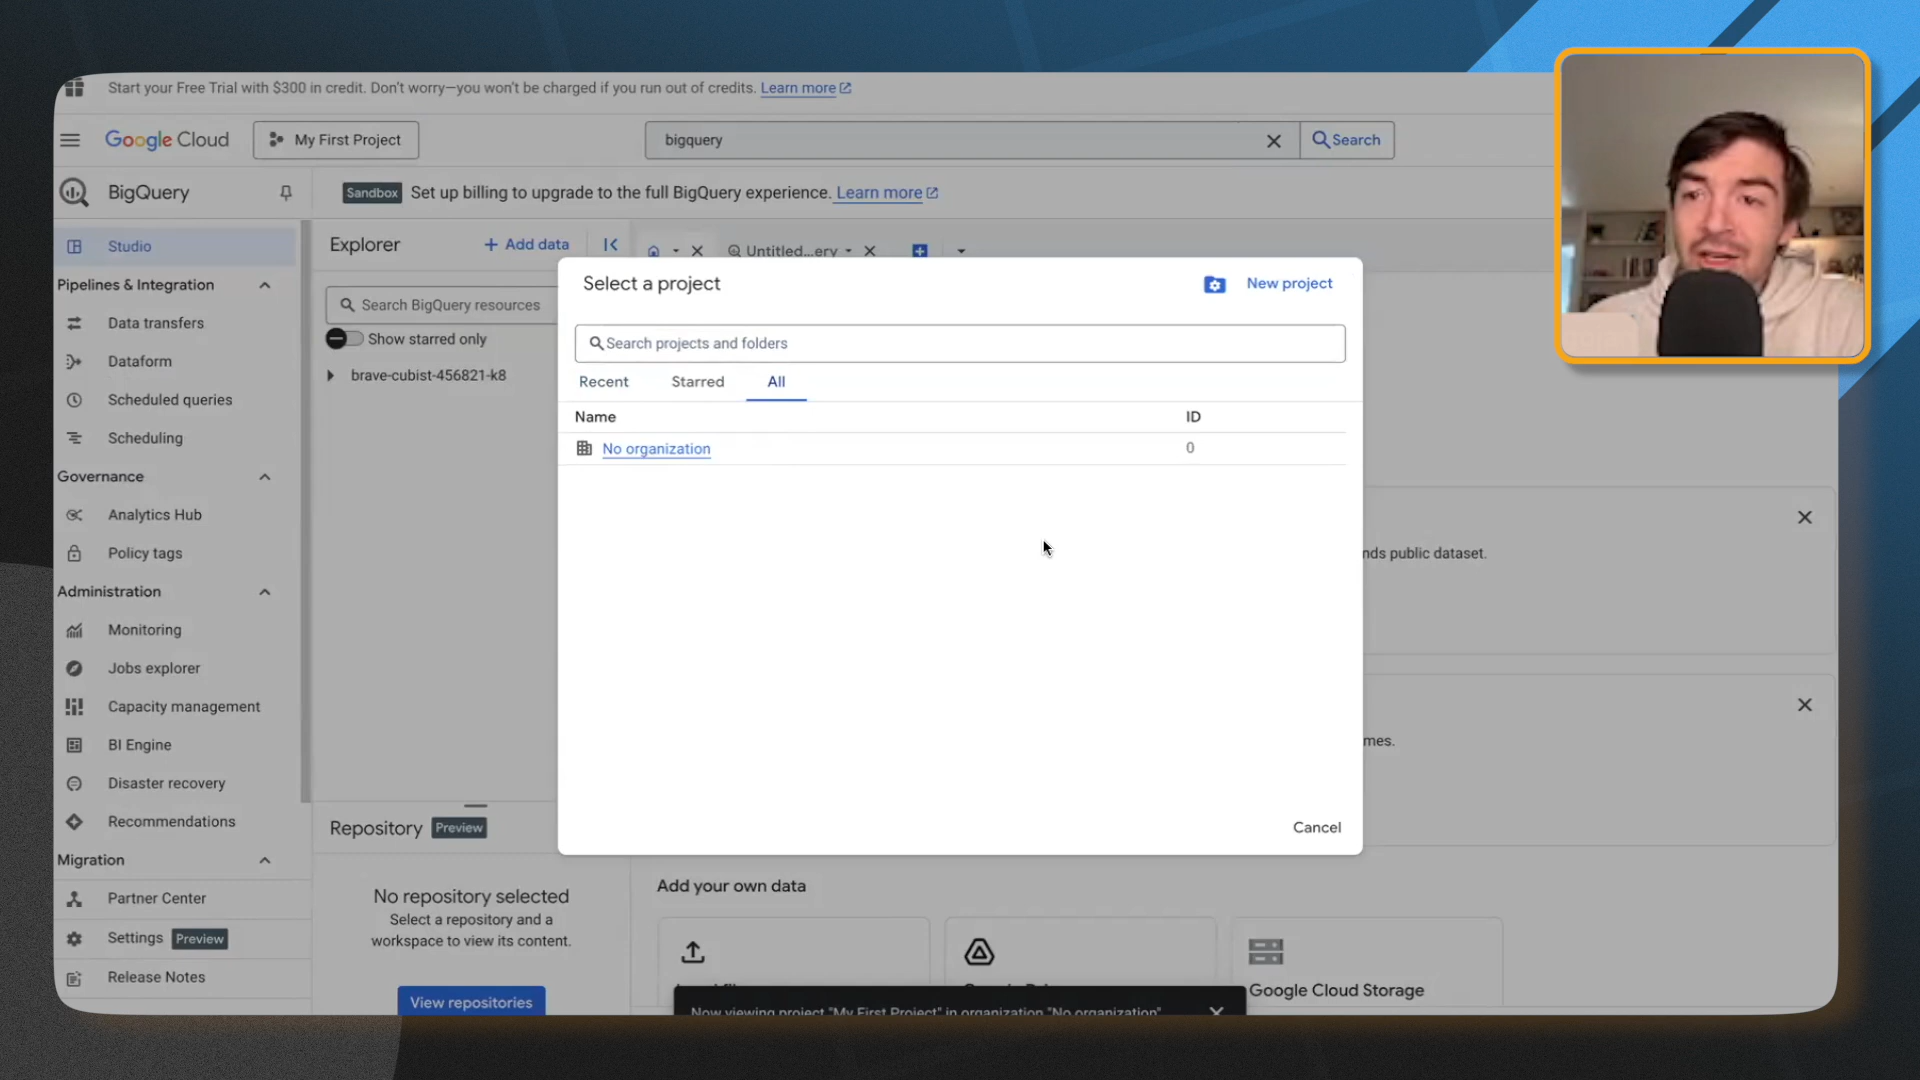 Start your Free Trial with $300 in credit. Don't worry—you won't be charged if you run out of credits. Learn more
Google Cloud
My First Project
bigquery
Search
BigQuery
Sandbox Set up billing to upgrade to the full BigQuery experience. Learn more
Studio
Pipelines & Integration
Data transfers
Dataform
Scheduled queries
Scheduling
Governance
Analytics Hub
Policy tags
Administration
Monitoring
Jobs explorer
Capacity management
BI Engine
Disaster recovery
Recommendations
Migration
Partner Center
Settings Preview
Release Notes
Explorer
+ Add data
Search BigQuery resources
Show starred only
brave-cubist-456821-k8
Repository Preview
No repository selected
Select a repository and a
workspace to view its content.
View repositories
Untitled...ery
Select a project
New project
Search projects and folders
Recent
Starred
All
Name
ID
No organization
0
Cancel
nds public dataset.
mes.
Add your own data
Google Cloud Storage
Now viewing project "My First Project" in organization "No organization"